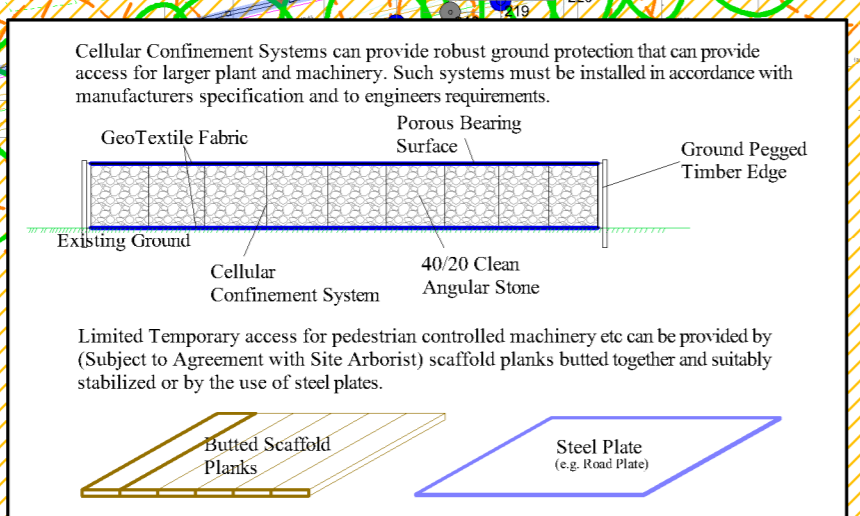 219
Cellular Confinement Systems can provide robust ground protection that can provide
access for larger plant and machinery. Such systems must be installed in accordance with
manufacturers specification and to engineers requirements.
GeoTextile Fabric
Porous Bearing
Surface
Ground Pegged
Timber Edge
Existing Ground
Cellular
Confinement System
40/20 Clean
Angular Stone
Limited Temporary access for pedestrian controlled machinery etc can be provided by
(Subject to Agreement with Site Arborist) scaffold planks butted together and suitably
stabilized or by the use of steel plates.
Butted Scaffold
Planks
Steel Plate
(e.g. Road Plate)